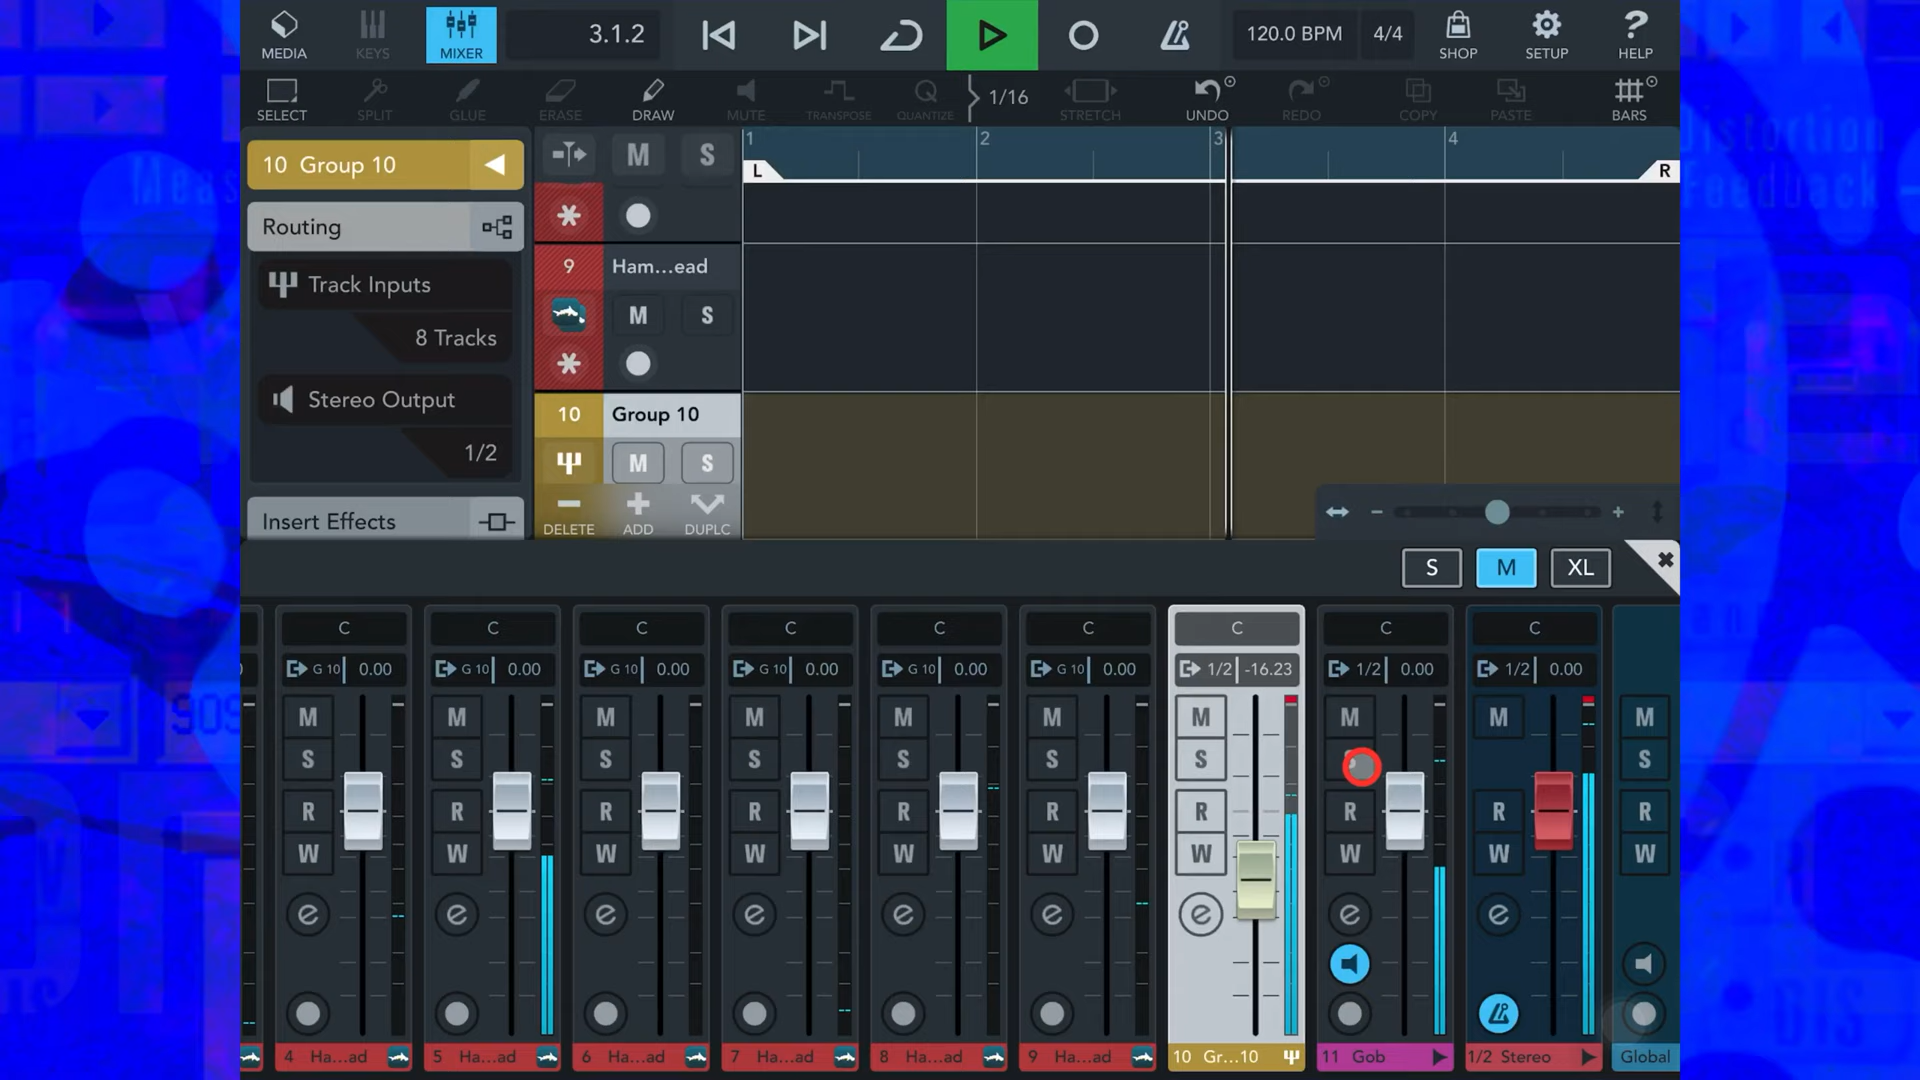 MEDIA
KEYS
MIXER
3.1.2
120.0 BPM
4/4
SHOP
SETUP
HELP
SELECT
SPLIT
GLUE
ERASE
DRAW
MUTE
TRANSPOSE
QUANTIZE
1/16
STRETCH
UNDO
REDO
COPY
PASTE
BARS
10 Group 10
M S
1 2 3 4
L R
Routing
9 Ham...ead
Track Inputs
8 Tracks
M S
Stereo Output
1/2
10 Group 10
M S
Insert Effects
DELETE ADD DUPLC
S M XL
C C C C C C C C C
G 10 0.00 G 10 0.00 G 10 0.00 G 10 0.00 G 10 0.00 G 10 0.00 1/2 -16.23 1/2 0.00 1/2 0.00
M M M M M M M M M M
S S S S S S S
R R R R R R R R R R
W W W W W W W W W W
e e e e e e e e e
4 Ha...ad 5 Ha...ad 6 Ha...ad 7 Ha...ad 8 Ha...ad 9 Ha...ad 10 Gr...10 11 Gob 1/2 Stereo Global
Feedback